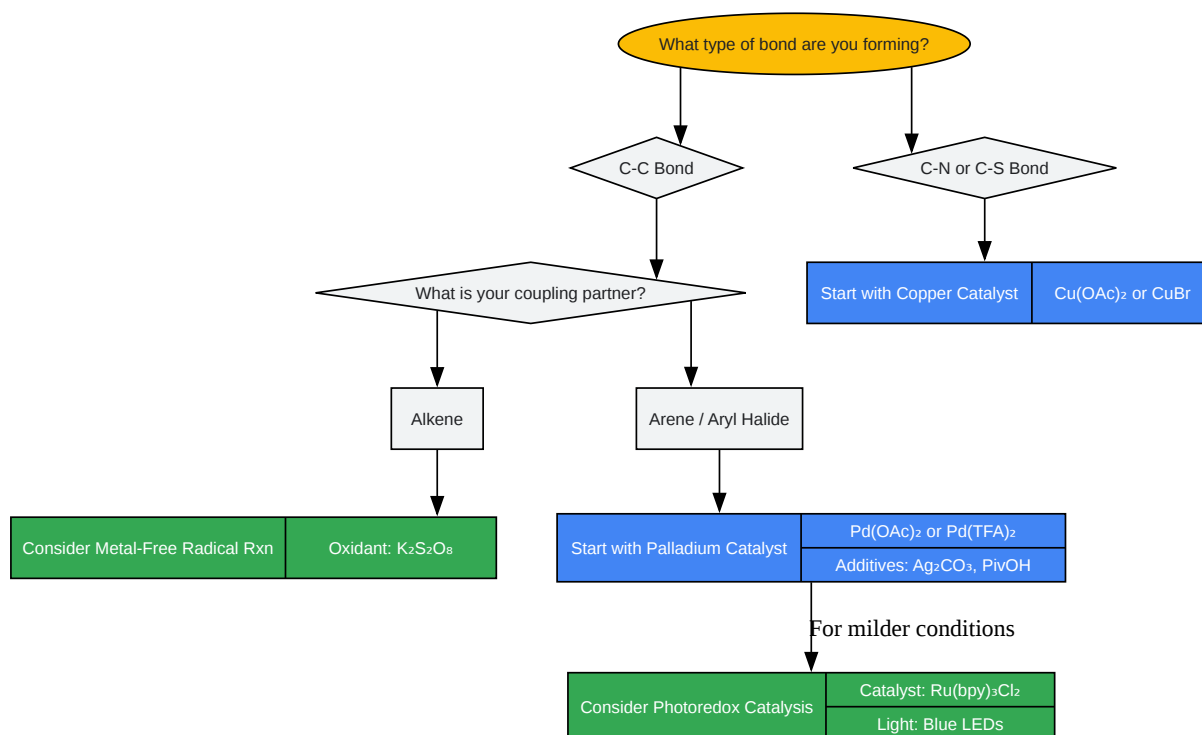 What type of bond are you forming?
C-C Bond
C-N or C-S Bond
What is your coupling partner?
Start with Copper Catalyst
Cu(OAc)₂ or CuBr
Alkene
Arene / Aryl Halide
Consider Metal-Free Radical Rxn
Oxidant: K₂S₂O₈
Start with Palladium Catalyst
Pd(OAc)₂ or Pd(TFA)₂
Additives: Ag₂CO₃, PivOH
For milder conditions
Consider Photoredox Catalysis
Catalyst: Ru(bpy)₃Cl₂
Light: Blue LEDs